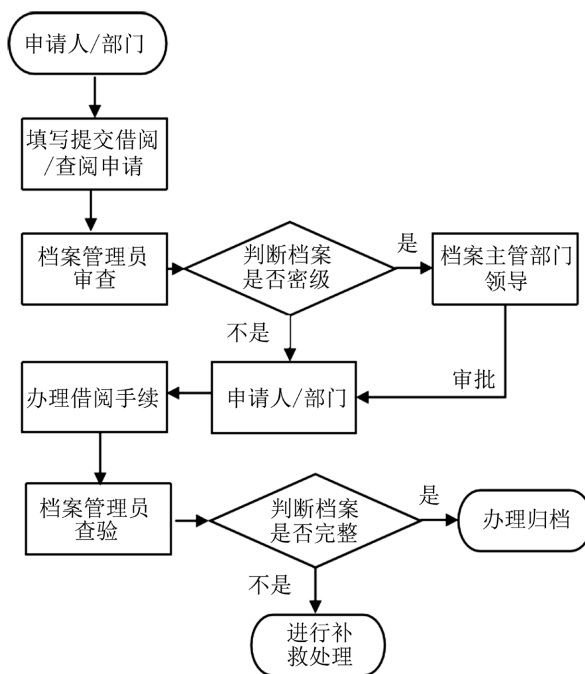 申请人/部门
填写提交借阅
/查阅申请
档案管理员
审查
判断档案
是否密级
是
档案主管部门
领导
不是
审批
办理借阅手续
申请人/部门
档案管理员
查验
判断档案
是否完整
是
办理归档
不是
进行补
救处理